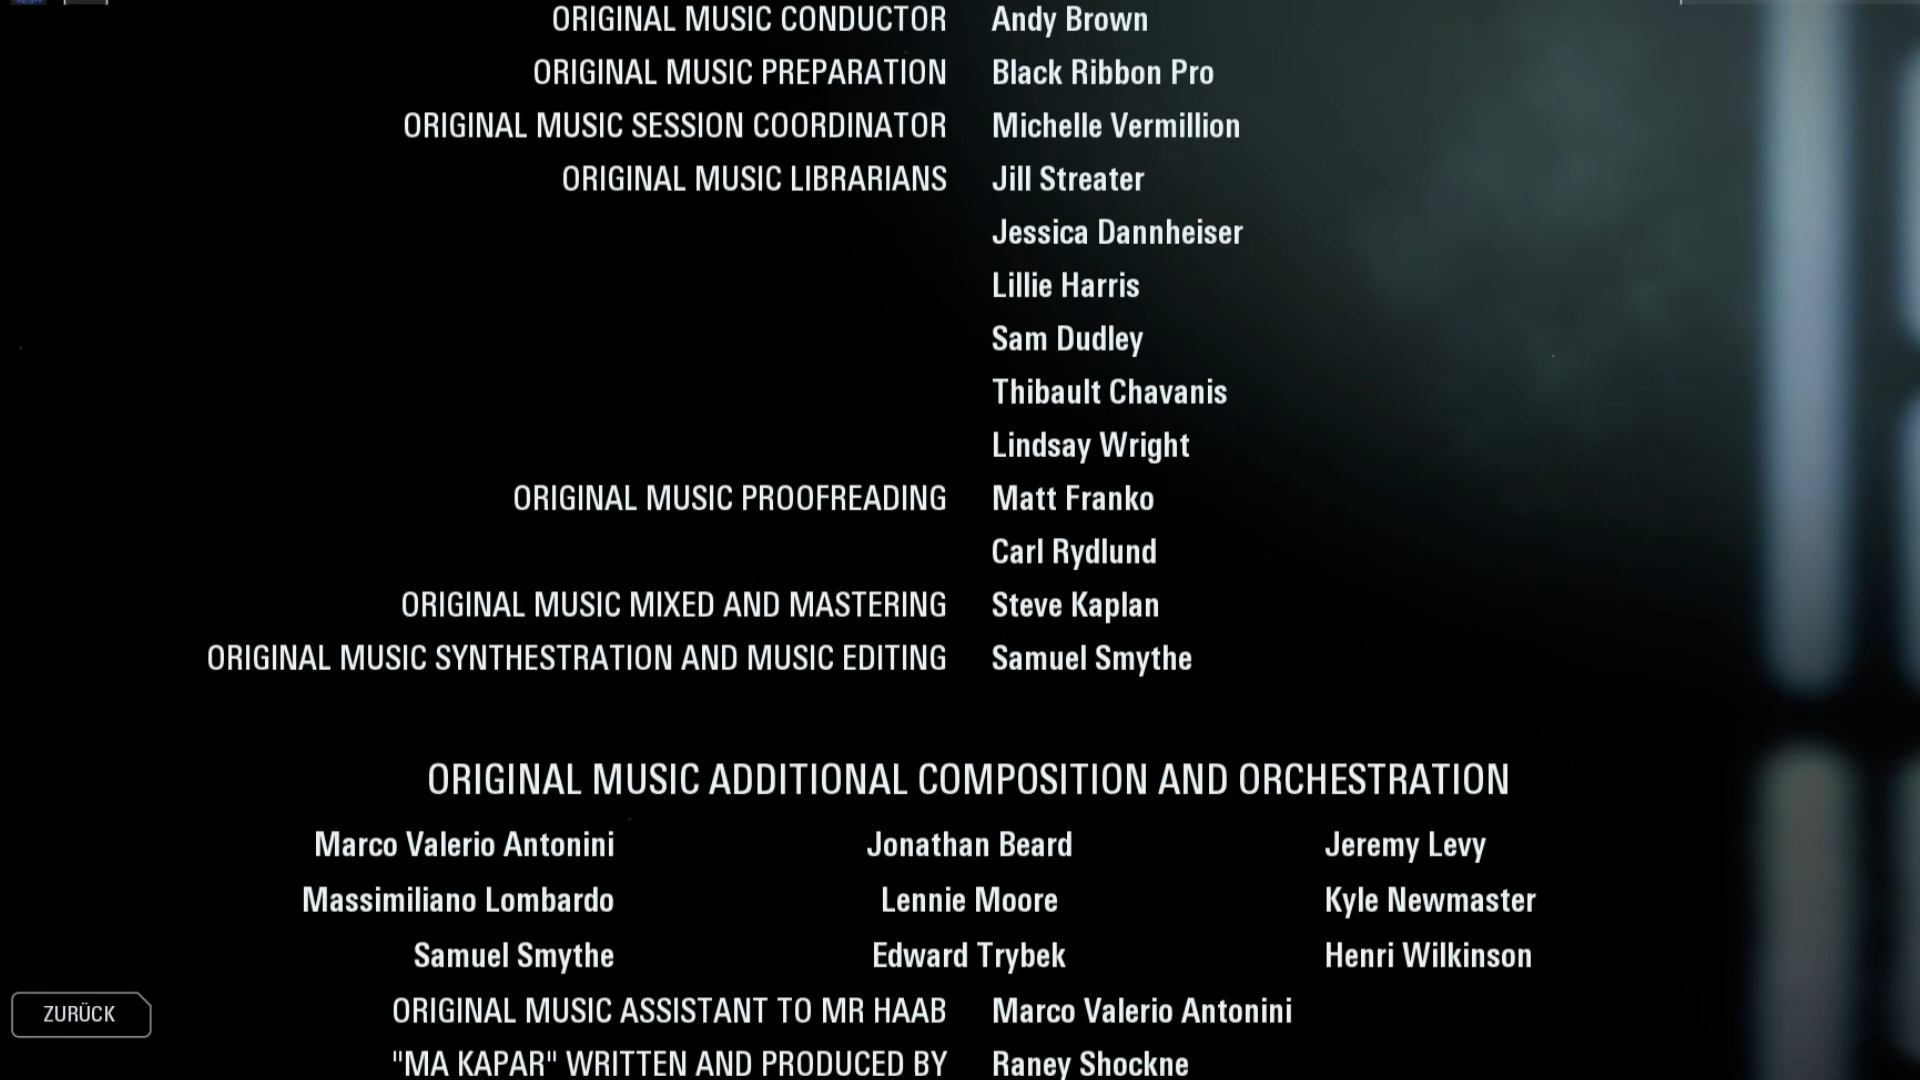 ORIGINAL MUSIC CONDUCTOR Andy Brown
ORIGINAL MUSIC PREPARATION Black Ribbon Pro
ORIGINAL MUSIC SESSION COORDINATOR Michelle Vermillion
ORIGINAL MUSIC LIBRARIANS Jill Streater
Jessica Dannheiser
Lillie Harris
Sam Dudley
Thibault Chavanis
Lindsay Wright
ORIGINAL MUSIC PROOFREADING Matt Franko
Carl Rydlund
ORIGINAL MUSIC MIXED AND MASTERING Steve Kaplan
ORIGINAL MUSIC SYNTHESTRATION AND MUSIC EDITING Samuel Smythe
ORIGINAL MUSIC ADDITIONAL COMPOSITION AND ORCHESTRATION
Marco Valerio Antonini Jonathan Beard Jeremy Levy
Massimiliano Lombardo Lennie Moore Kyle Newmaster
Samuel Smythe Edward Trybek Henri Wilkinson
ORIGINAL MUSIC ASSISTANT TO MR HAAB Marco Valerio Antonini
ZURÜCK
"MA KAPAR" WRITTEN AND PRODUCED BY Raney Shockne